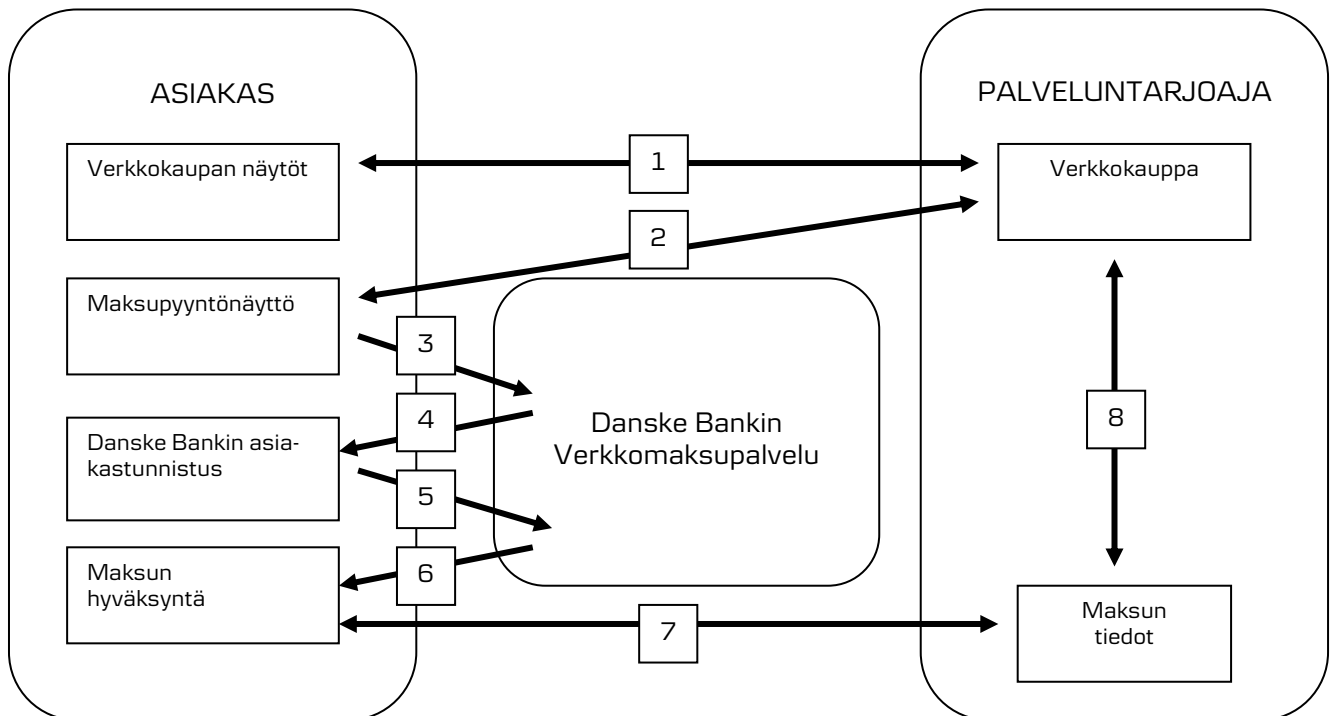 ASIAKAS
PALVELUNTARJOAJA
Verkkokaupan näytöt
1
Verkkokauppa
2
Maksupyyntönäyttö
3
4
Danske Bankin
Verkkomaksupalvelu
8
Danske Bankin asia-
kastunnistus
5
6
Maksun
hyväksyntä
7
Maksun
tiedot